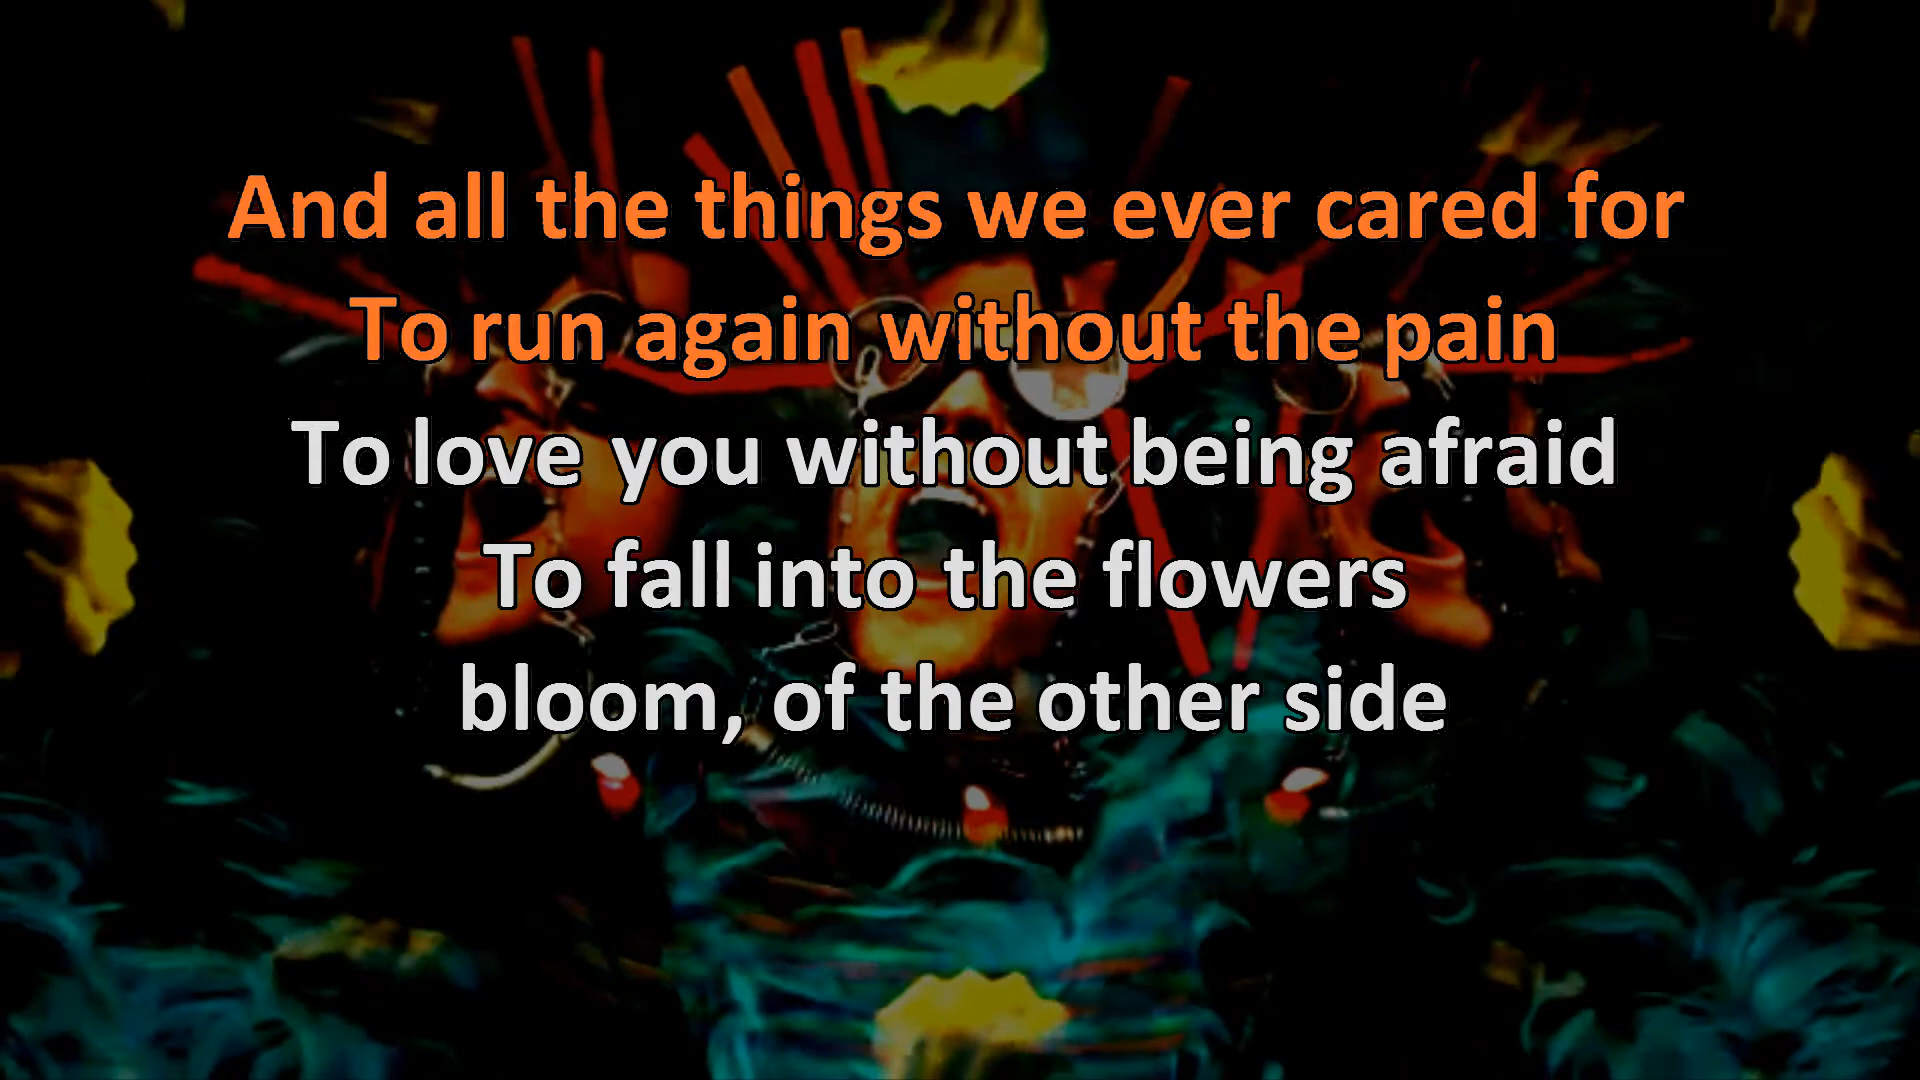 And all the things we ever cared for
To run again without the pain
To love you without being afraid
To fall into the flowers
bloom, of the other side